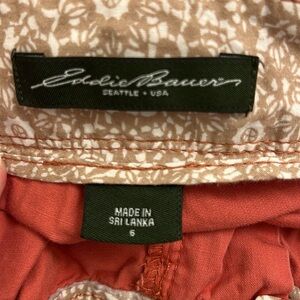 Eddie Bauer
SEATTLE • USA
MADE IN
SRI LANKA
6